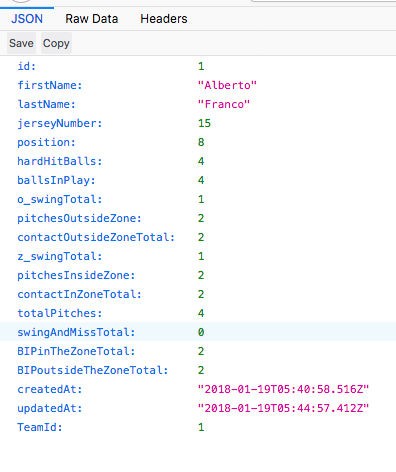 JSON Raw Data Headers
Save Copy
id: 1
firstName: "Alberto"
lastName: "Franco"
jerseyNumber: 15
position: 8
hardHitBalls: 4
ballsInPlay: 4
o_swingTotal: 1
pitchesOutsideZone: 2
contactOutsideZoneTotal: 2
z_swingTotal: 1
pitchesInsideZone: 2
contactInZoneTotal: 2
totalPitches: 4
swingAndMissTotal: 0
BIPinTheZoneTotal: 2
BIPoutsideTheZoneTotal: 2
createdAt: "2018-01-19T05:40:58.516Z"
updatedAt: "2018-01-19T05:44:57.412Z"
TeamId: 1